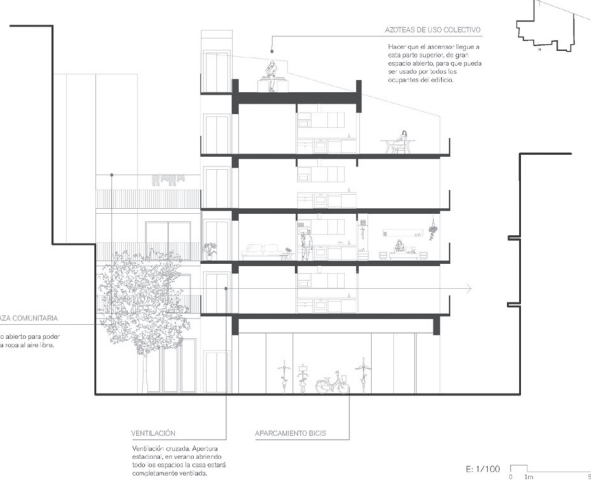 AZOTEAS DE USO COLECTIVO
Hacer que el ascensor llegue a
esta parte superior, de gran
espacio abierto, para que pueda
ser usado por todos los
ocupantes del edificio.
AZA COMUNITARIA
o abierto para poder
a ropa al aire libre.
VENTILACIÓN
Ventilación cruzada. Apertura
estacional, en verano abriendo
todo los espacios la casa estará
completamente ventilada.
APARCAMIENTO BICIS
E: 1/100
0 1m 5